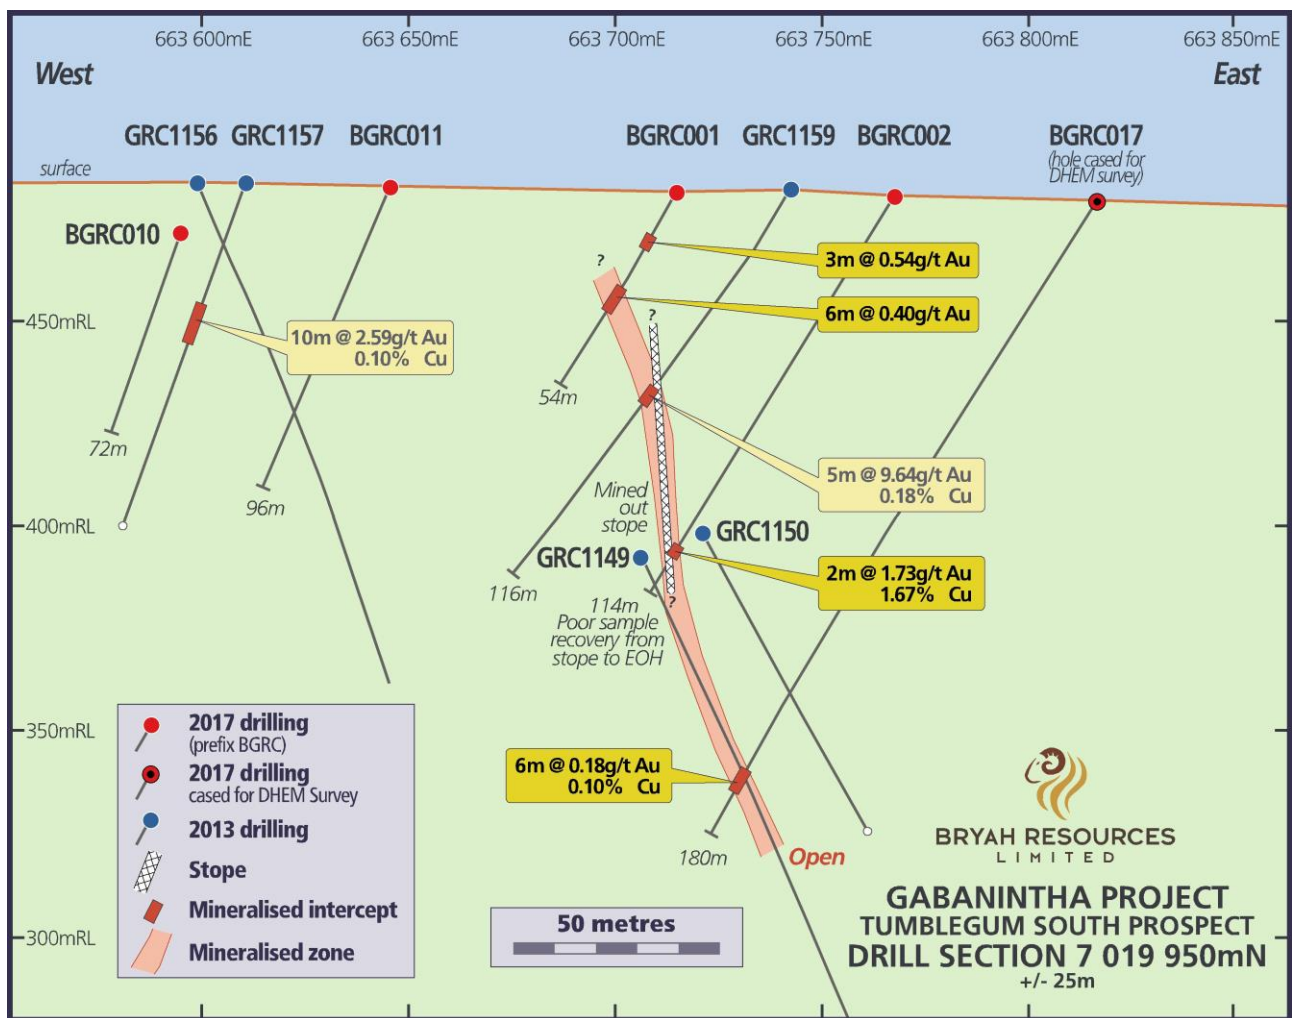 663 600mE 663 650mE 663 700mE 663 750mE 663 800mE 663 850mE
West East
GRC1156 GRC1157 BGRC011 BGRC001 GRC1159 BGRC002 BGRC017
(hole cased for
DHEM survey)
surface
BGRC010
?
3m @ 0.54g/t Au
6m @ 0.40g/t Au
?
450mRL
10m @ 2.59g/t Au
0.10% Cu
54m
72m
96m
5m @ 9.64g/t Au
0.18% Cu
Mined
out
stope
400mRL
GRC1150
GRC1149
2m @ 1.73g/t Au
1.67% Cu
116m
114m
?
Poor sample
recovery from
stope to EOH
350mRL
6m @ 0.18g/t Au
0.10% Cu
180m
Open
2017 drilling
(prefix BGRC)
2017 drilling
cased for DHEM Survey
2013 drilling
Stope
Mineralised intercept
Mineralised zone
300mRL
50 metres
BRYAH RESOURCES
LIMITED
GABANINTHA PROJECT
TUMBLEGUM SOUTH PROSPECT
DRILL SECTION 7 019 950mN
+/- 25m